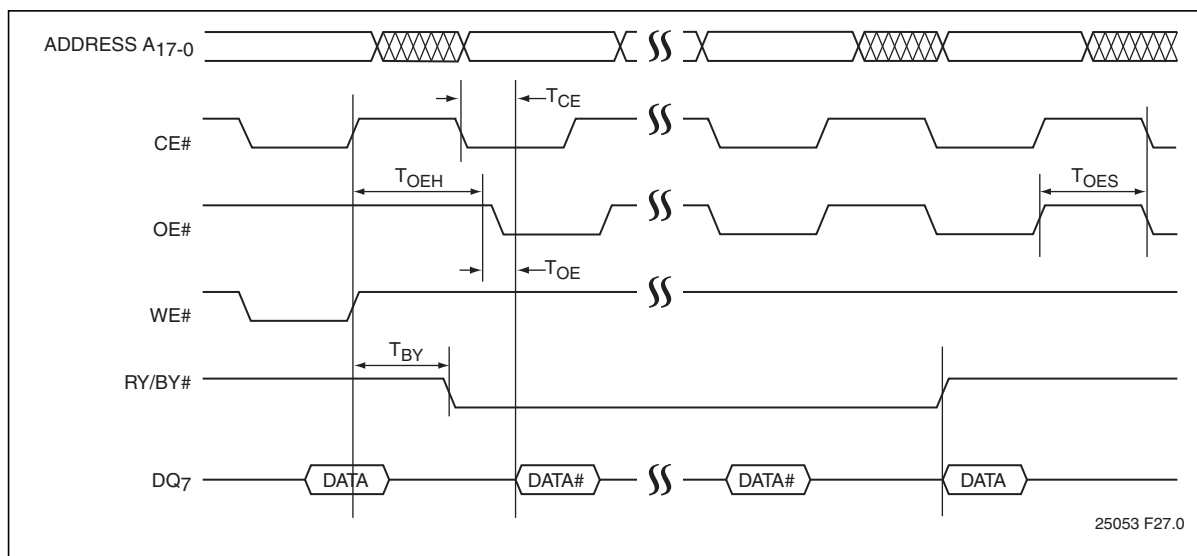 ADDRESS A17-0
TCE
CE#
TOEH
TOES
OE#
TOE
WE#
TBY
RY/BY#
DQ7
DATA
DATA#
DATA#
DATA
25053 F27.0